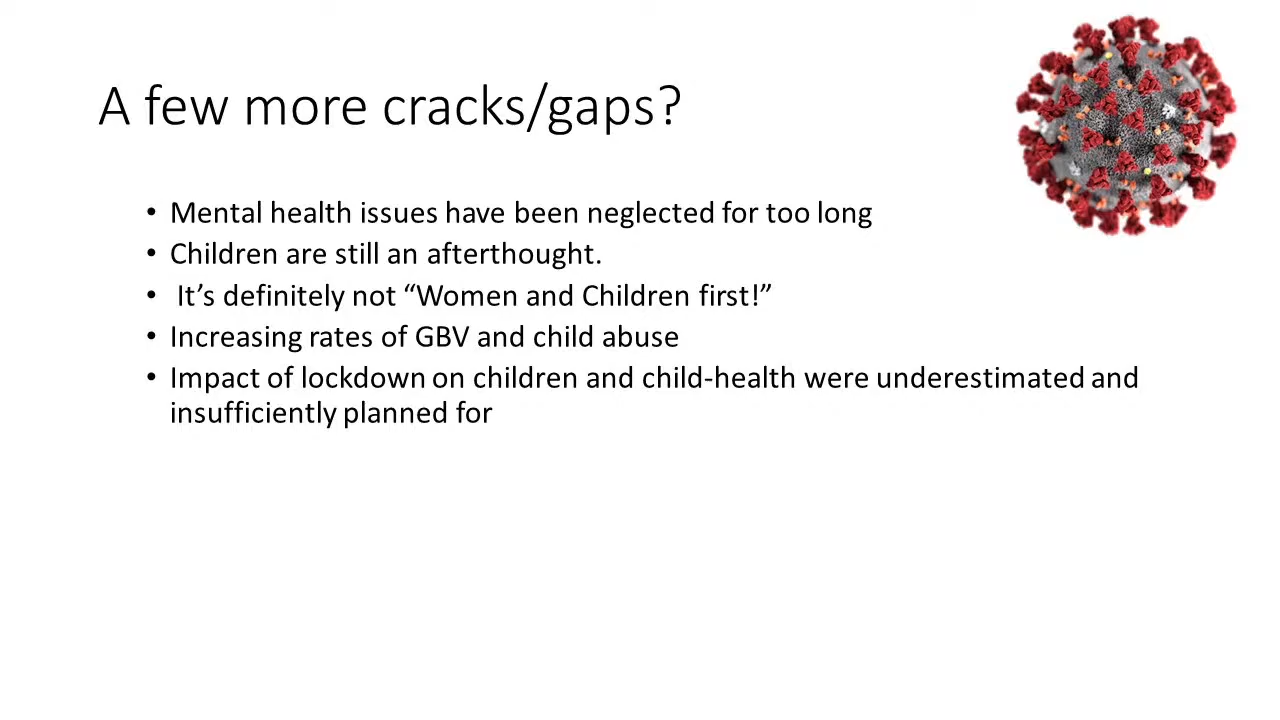 A few more cracks/gaps?
• Mental health issues have been neglected for too long
• Children are still an afterthought.
• It’s definitely not “Women and Children first!”
• Increasing rates of GBV and child abuse
• Impact of lockdown on children and child-health were underestimated and
insufficiently planned for